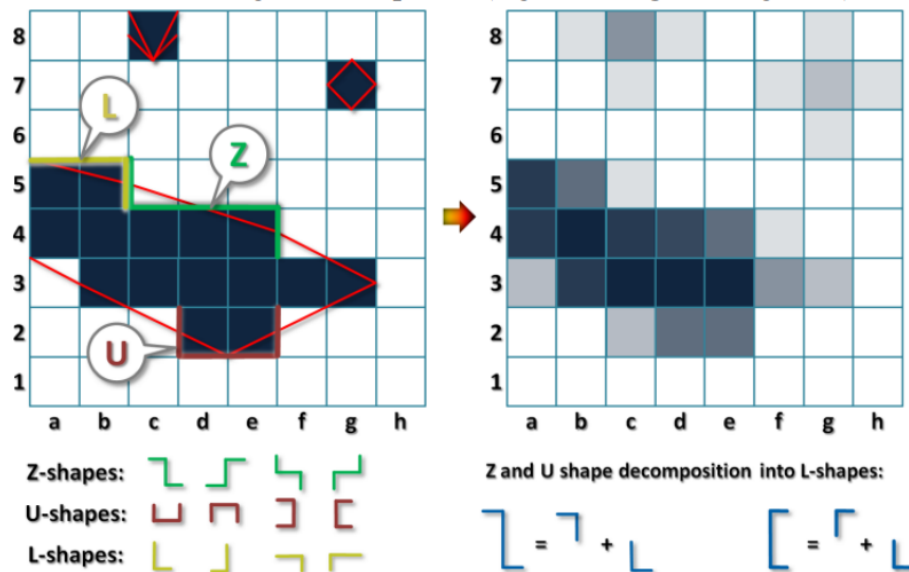 8
7
6
5
4
3
2
1
a b c d e f g h
L
Z
U
8
7
6
5
4
3
2
1
a b c d e f g h
Z-shapes:
U-shapes:
L-shapes:
Z and U shape decomposition into L-shapes:
= +
= +